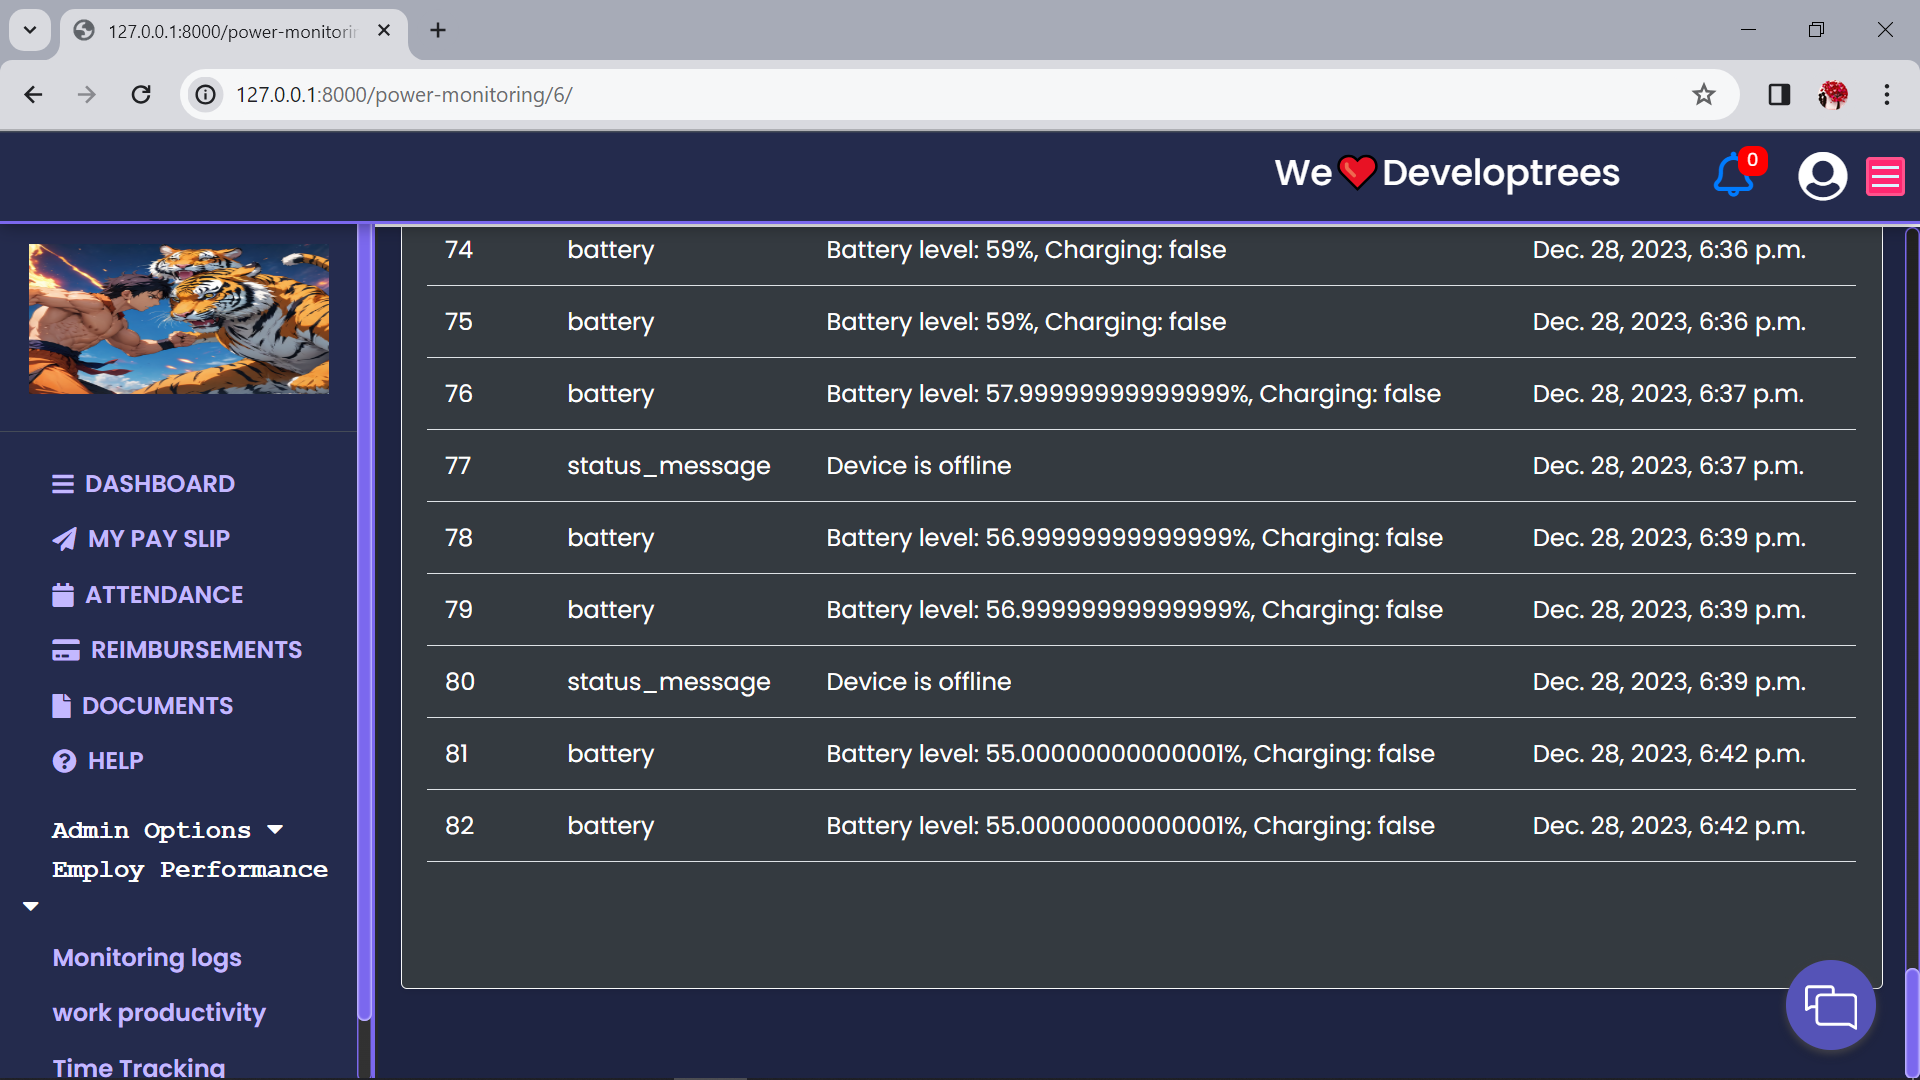 127.0.0.1:8000/power-monitorin
127.0.0.1:8000/power-monitoring/6/
We Developtrees
0
DASHBOARD
MY PAY SLIP
ATTENDANCE
REIMBURSEMENTS
DOCUMENTS
HELP
Admin Options
Employ Performance
Monitoring logs
work productivity
Time Tracking
74 battery Battery level: 59%, Charging: false Dec. 28, 2023, 6:36 p.m.
75 battery Battery level: 59%, Charging: false Dec. 28, 2023, 6:36 p.m.
76 battery Battery level: 57.99999999999999%, Charging: false Dec. 28, 2023, 6:37 p.m.
77 status_message Device is offline Dec. 28, 2023, 6:37 p.m.
78 battery Battery level: 56.99999999999999%, Charging: false Dec. 28, 2023, 6:39 p.m.
79 battery Battery level: 56.99999999999999%, Charging: false Dec. 28, 2023, 6:39 p.m.
80 status_message Device is offline Dec. 28, 2023, 6:39 p.m.
81 battery Battery level: 55.00000000000001%, Charging: false Dec. 28, 2023, 6:42 p.m.
82 battery Battery level: 55.00000000000001%, Charging: false Dec. 28, 2023, 6:42 p.m.